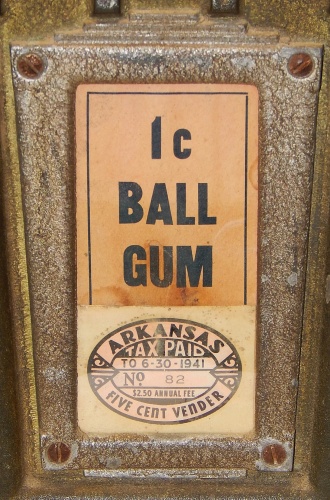 1c
BALL
GUM
ARKANSAS
TAX PAID
TO 6-30-1941
No 82
$2.50 ANNUAL FEE
FIVE CENT VENDER